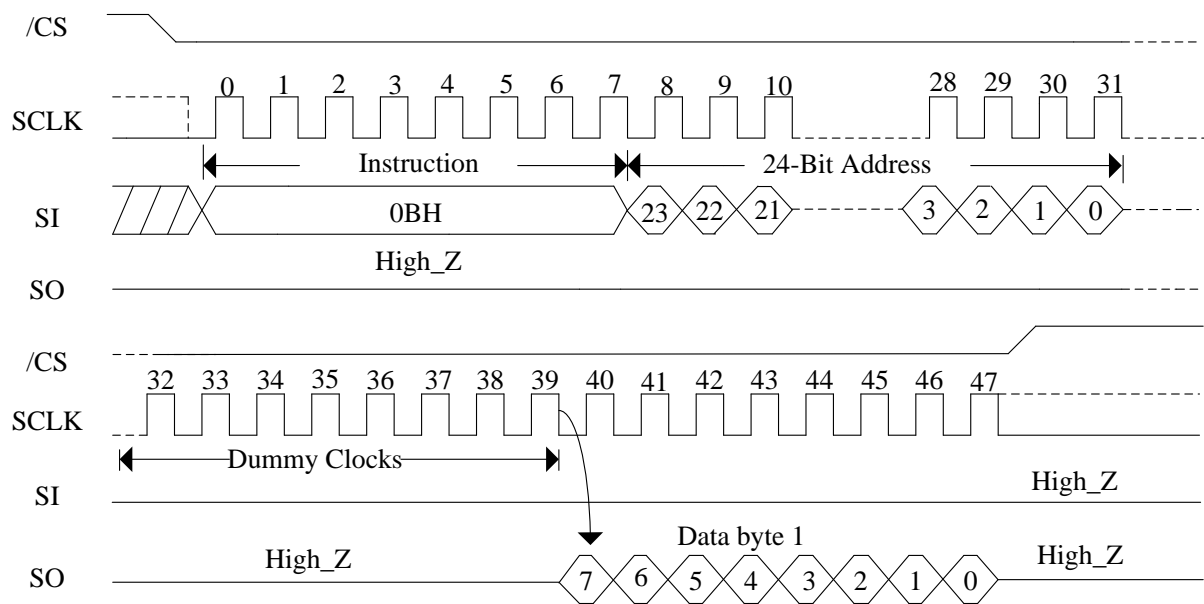 /CS
0 1 2 3 4 5 6 7 8 9 10 28 29 30 31
SCLK
Instruction 24-Bit Address
SI 0BH 23 22 21 3 2 1 0
High_Z
SO
/CS
32 33 34 35 36 37 38 39 40 41 42 43 44 45 46 47
SCLK
Dummy Clocks
SI High_Z
Data byte 1
SO High_Z 7 6 5 4 3 2 1 0 High_Z